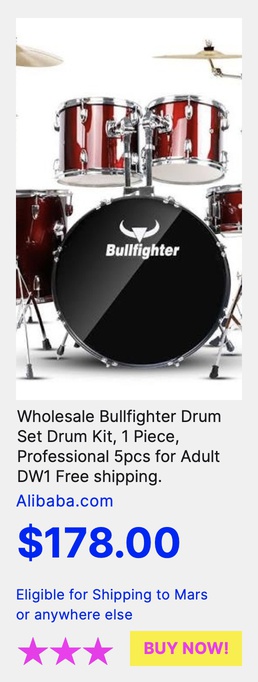 Bullfighter
Wholesale Bullfighter Drum
Set Drum Kit, 1 Piece,
Professional 5pcs for Adult
DW1 Free shipping.
Alibaba.com
$178.00
Eligible for Shipping to Mars
or anywhere else
BUY NOW!